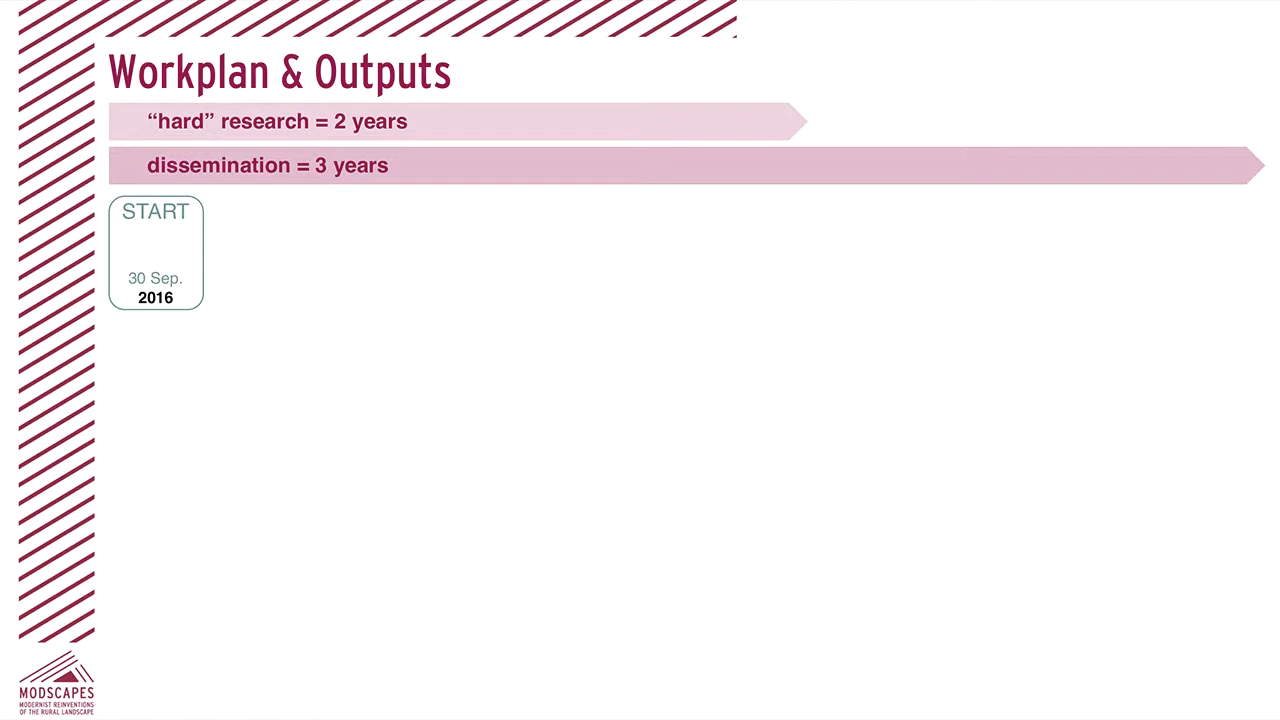 Workplan & Outputs
“hard” research = 2 years
dissemination = 3 years
START
30 Sep.
2016
MODSCAPES
MODERNIST REINVENTIONS
OF THE RURAL LANDSCAPE